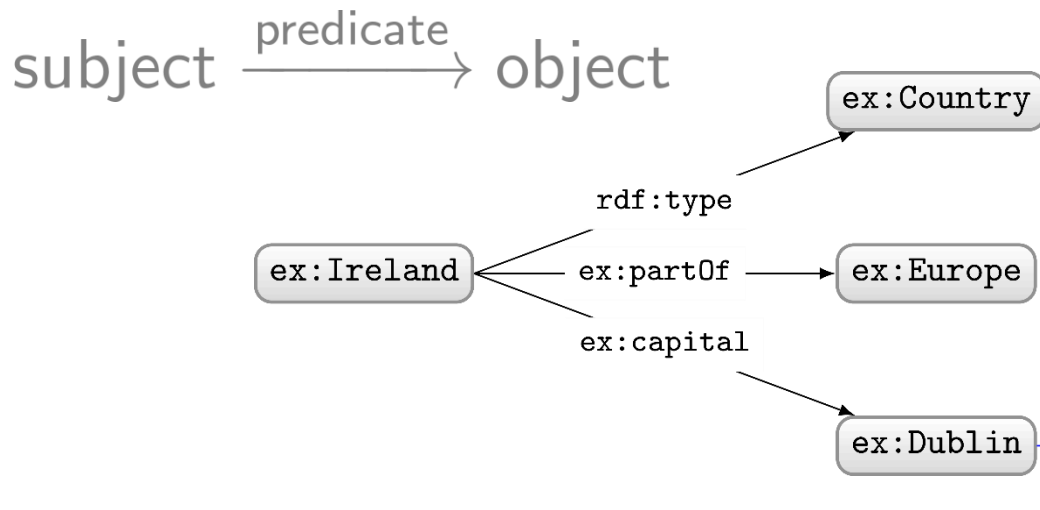 subject predicate object
ex:Country
rdf:type
ex:Ireland ex:partOf ex:Europe
ex:capital
ex:Dublin